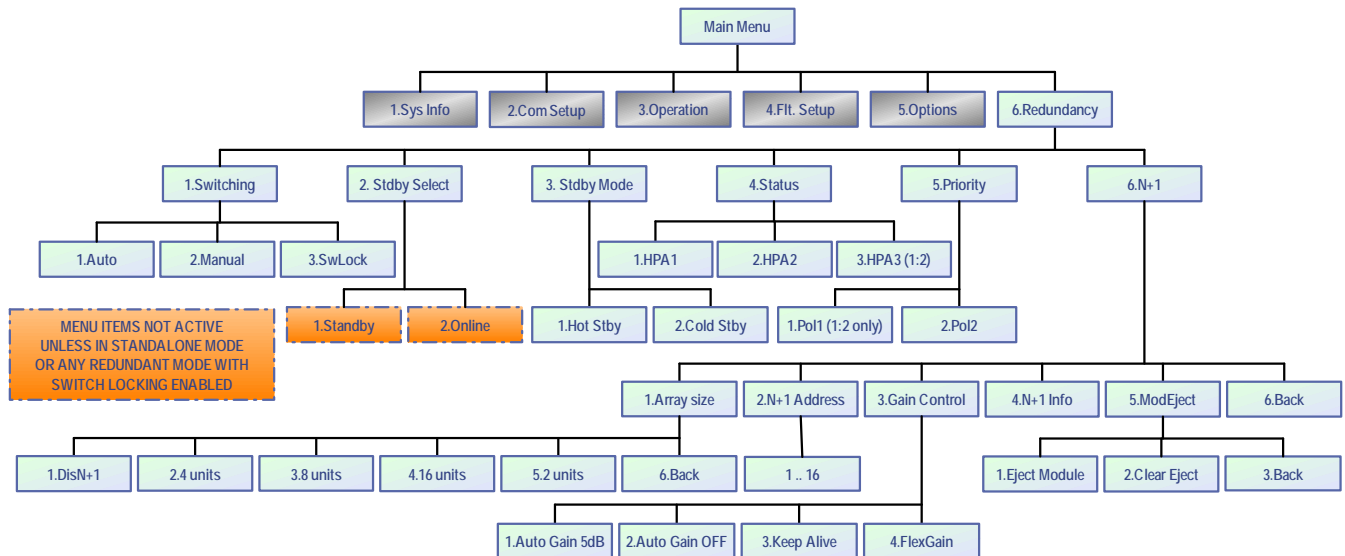 Main Menu
1.Sys Info
2.Com Setup
3.Operation
4.Flt. Setup
5.Options
6.Redundancy
1.Switching
2. Stdby Select
3. Stdby Mode
4.Status
5.Priority
6.N+1
1.Auto
2.Manual
3.SwLock
1.HPA1
2.HPA2
3.HPA3 (1:2)
MENU ITEMS NOT ACTIVE
UNLESS IN STANDALONE MODE
OR ANY REDUNDANT MODE WITH
SWITCH LOCKING ENABLED
1.Standby
2.Online
1.Hot Stby
2.Cold Stby
1.Pol1 (1:2 only)
2.Pol2
1.Array size
2.N+1 Address
3.Gain Control
4.N+1 Info
5.ModEject
6.Back
1.DisN+1
2.4 units
3.8 units
4.16 units
5.2 units
6.Back
1 .. 16
1.Eject Module
2.Clear Eject
3.Back
1.Auto Gain 5dB
2.Auto Gain OFF
3.Keep Alive
4.FlexGain